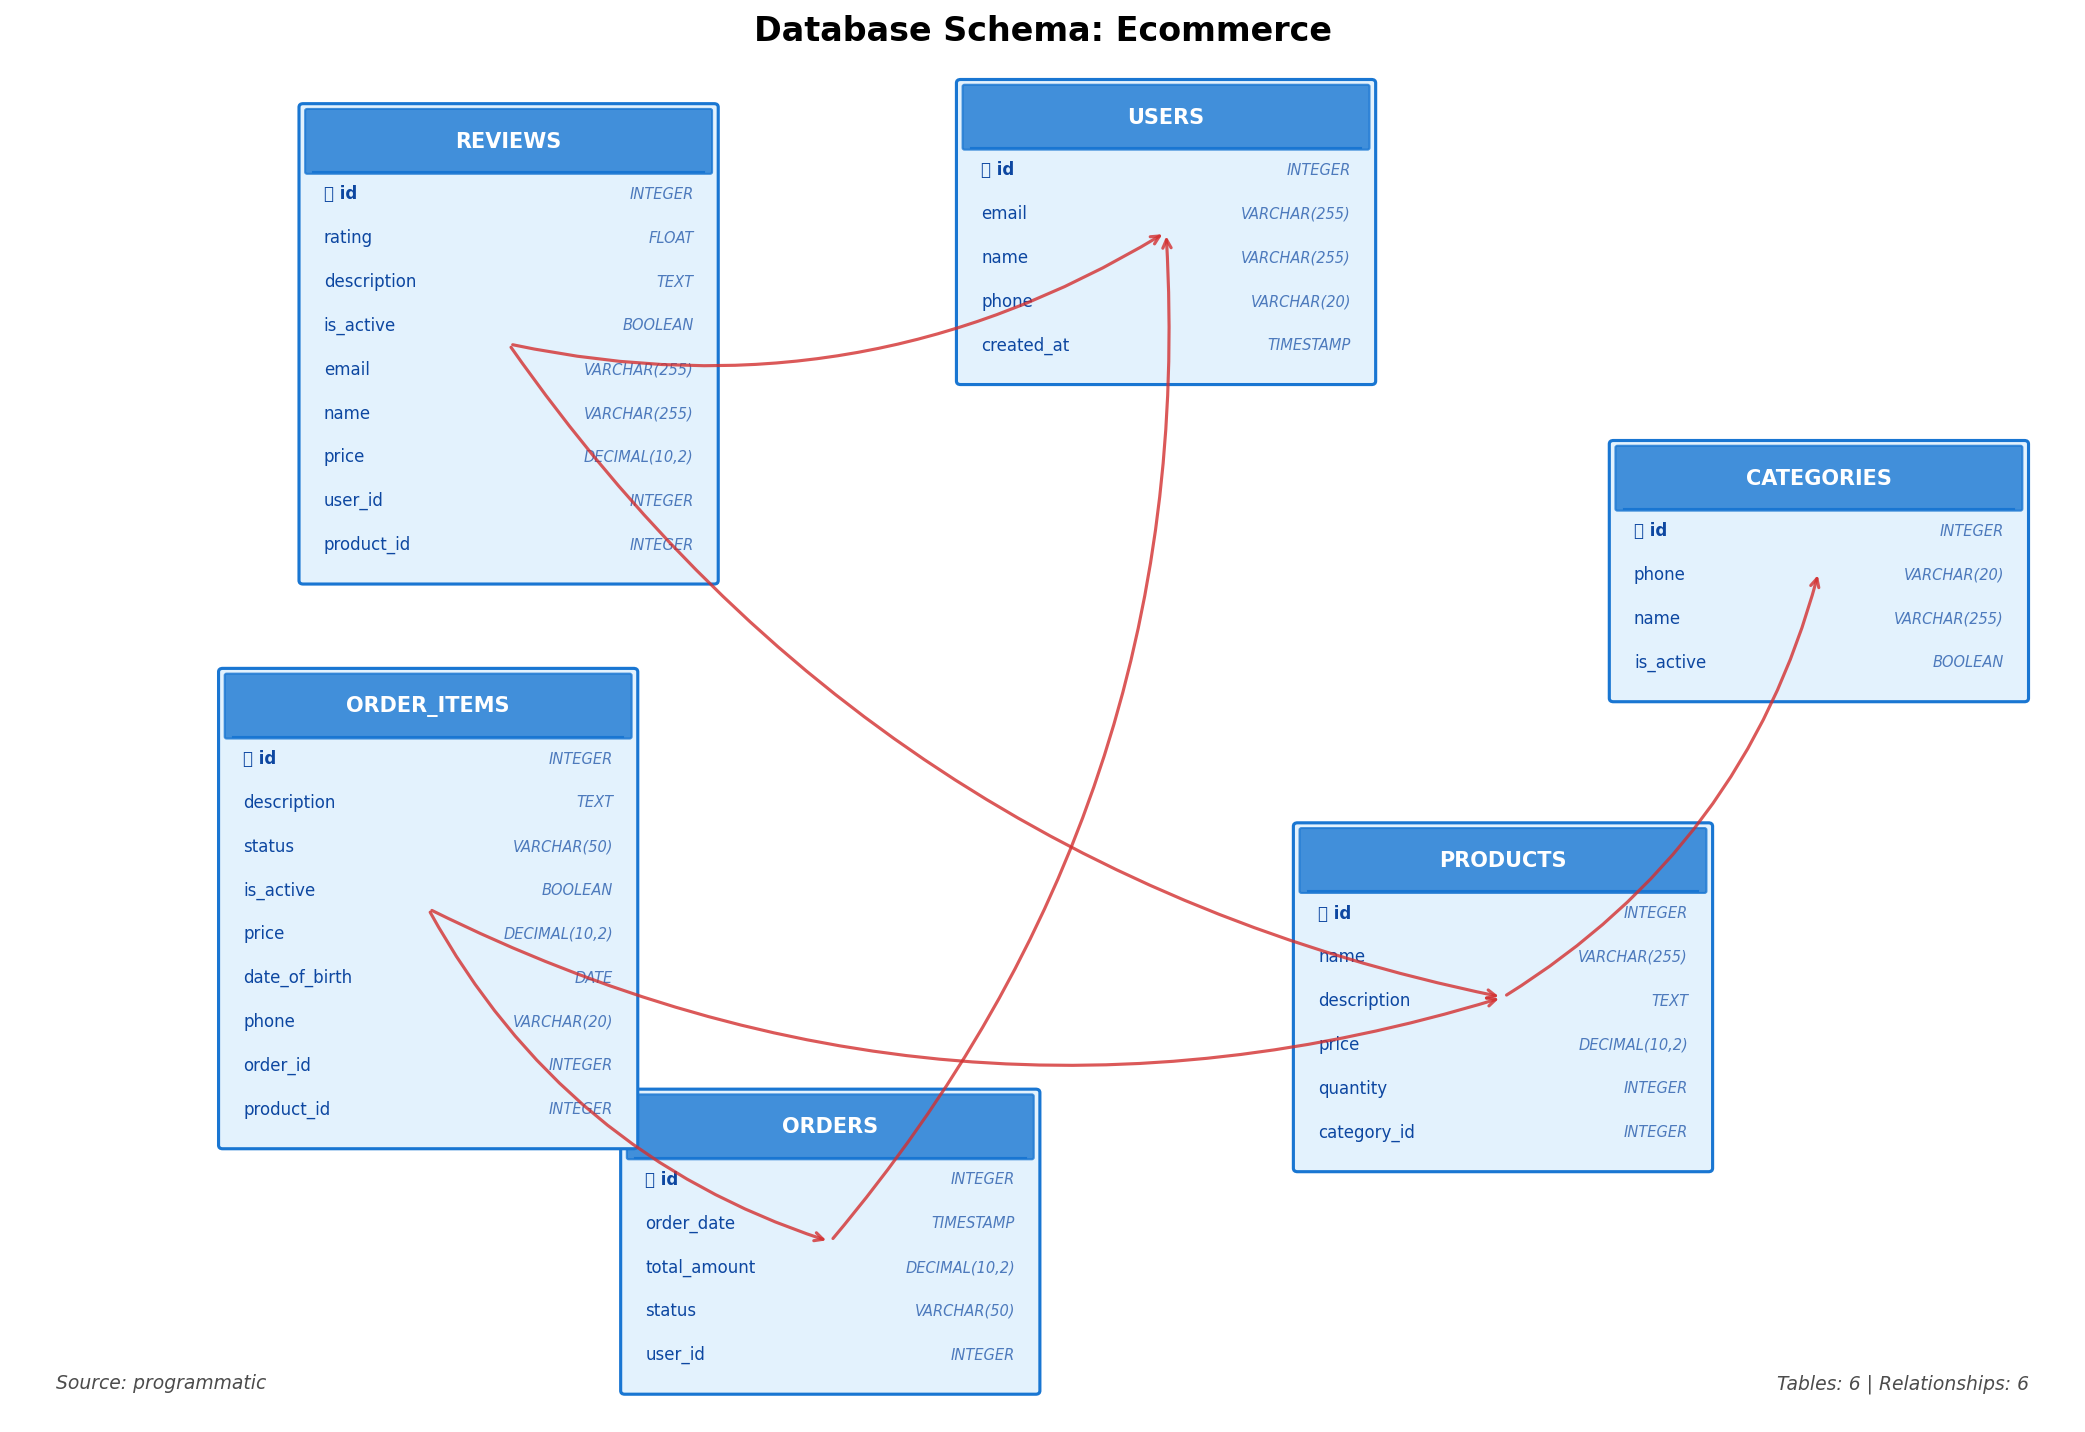 Database Schema: Ecommerce
REVIEWS
id INTEGER
rating FLOAT
description TEXT
is_active BOOLEAN
email VARCHAR(255)
name VARCHAR(255)
price DECIMAL(10,2)
user_id INTEGER
product_id INTEGER
USERS
id INTEGER
email VARCHAR(255)
name VARCHAR(255)
phone VARCHAR(20)
created_at TIMESTAMP
CATEGORIES
id INTEGER
phone VARCHAR(20)
name VARCHAR(255)
is_active BOOLEAN
ORDER_ITEMS
id INTEGER
description TEXT
status VARCHAR(50)
is_active BOOLEAN
price DECIMAL(10,2)
date_of_birth DATE
phone VARCHAR(20)
order_id INTEGER
product_id INTEGER
PRODUCTS
id INTEGER
name VARCHAR(255)
description TEXT
price DECIMAL(10,2)
quantity INTEGER
category_id INTEGER
ORDERS
id INTEGER
order_date TIMESTAMP
total_amount DECIMAL(10,2)
status VARCHAR(50)
user_id INTEGER
Source: programmatic
Tables: 6 | Relationships: 6